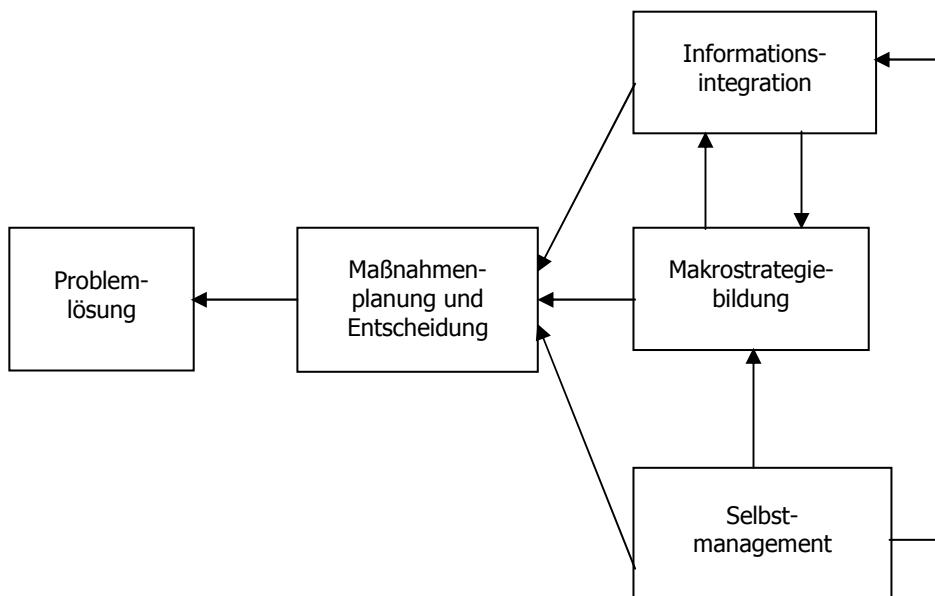 Informations-
integration
Problem-
lösung
Maßnahmen-
planung und
Entscheidung
Makrostrategie-
bildung
Selbst-
management